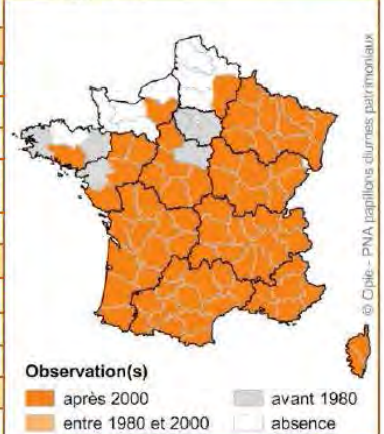 © Opie - PNA papillons diurnes patrimoniaux
Observation(s)
après 2000
avant 1980
entre 1980 et 2000
absence